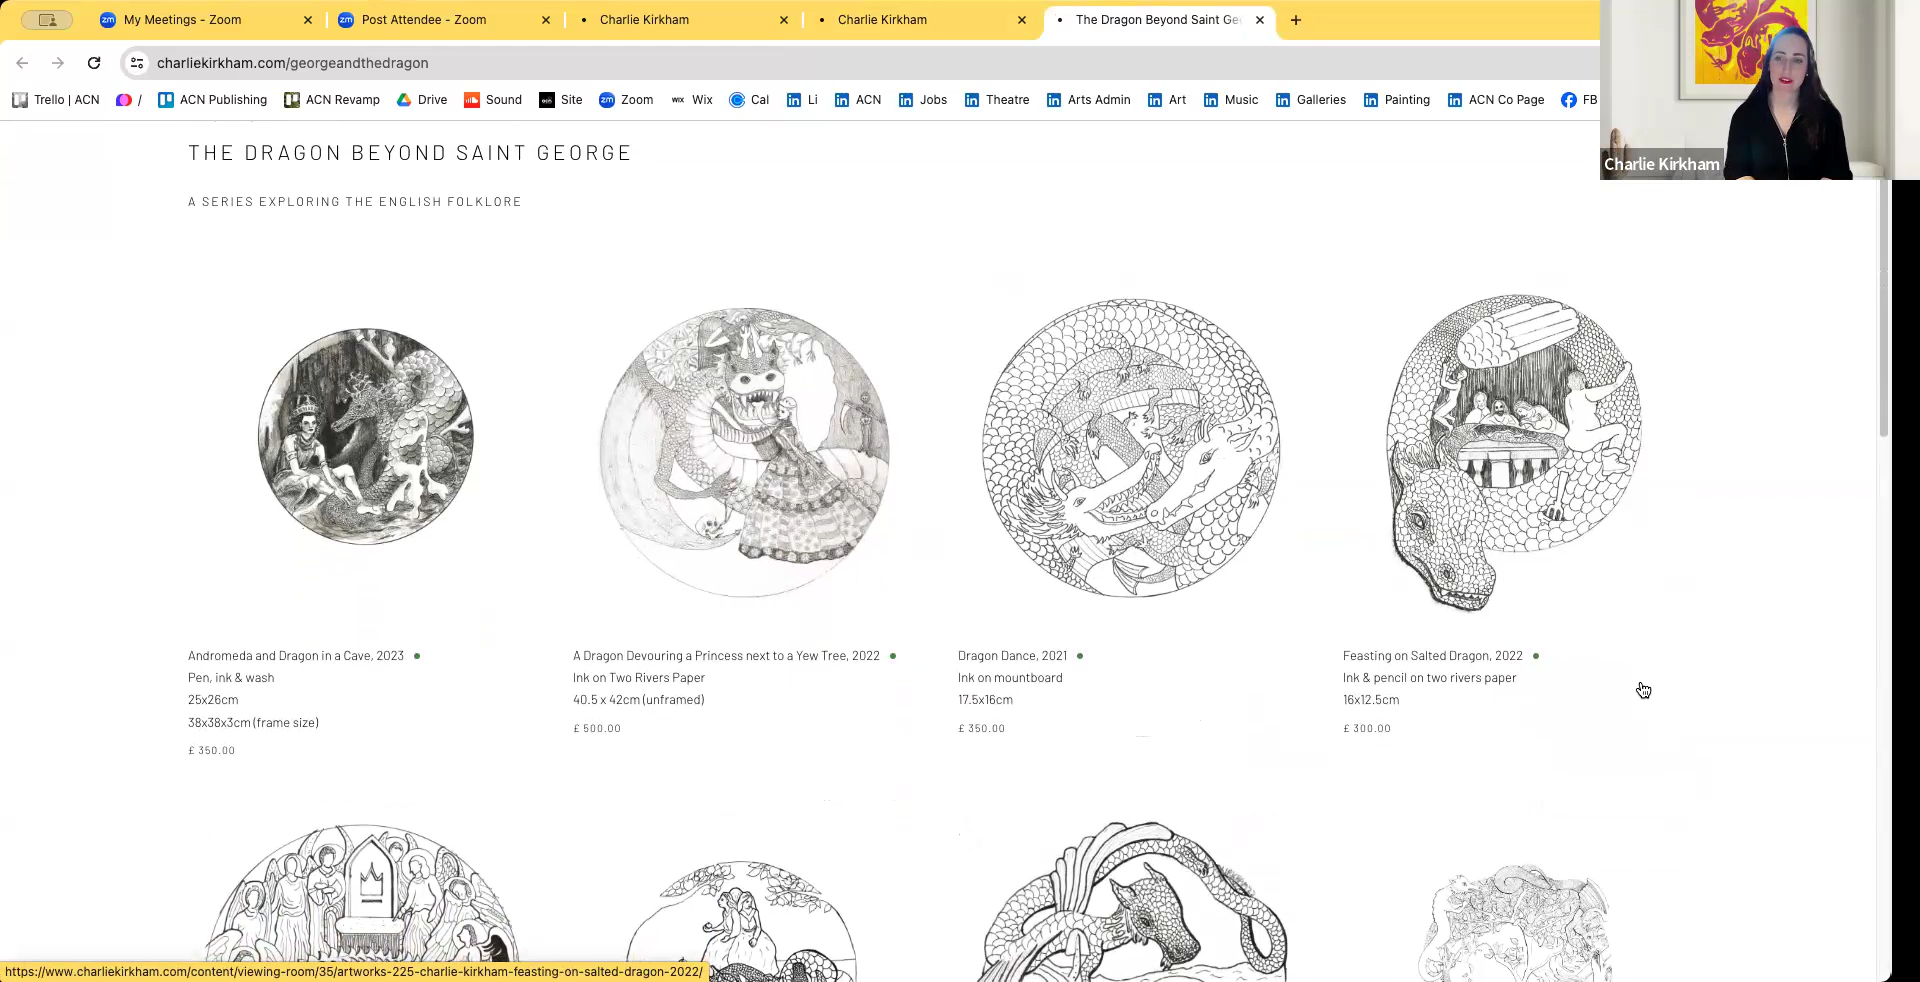 My Meetings - Zoom
Post Attendee - Zoom
Charlie Kirkham
Charlie Kirkham
The Dragon Beyond Saint Ge
charliekirkham.com/georgeandthedragon
Trello | ACN
/
ACN Publishing
ACN Revamp
Drive
Sound
Site
Zoom
Wix
Cal
Li
ACN
Jobs
Theatre
Arts Admin
Art
Music
Galleries
Painting
ACN Co Page
FB
Charlie Kirkham
THE DRAGON BEYOND SAINT GEORGE
A SERIES EXPLORING THE ENGLISH FOLKLORE
Andromeda and Dragon in a Cave, 2023
Pen, ink & wash
25x26cm
38x38x3cm (frame size)
£ 350.00
A Dragon Devouring a Princess next to a Yew Tree, 2022
Ink on Two Rivers Paper
40.5 x 42cm (unframed)
£ 500.00
Dragon Dance, 2021
Ink on mountboard
17.5x16cm
£ 350.00
Feasting on Salted Dragon, 2022
Ink & pencil on two rivers paper
16x12.5cm
£ 300.00
https://www.charliekirkham.com/content/viewing-room/35/artworks-225-charlie-kirkham-feasting-on-salted-dragon-2022/